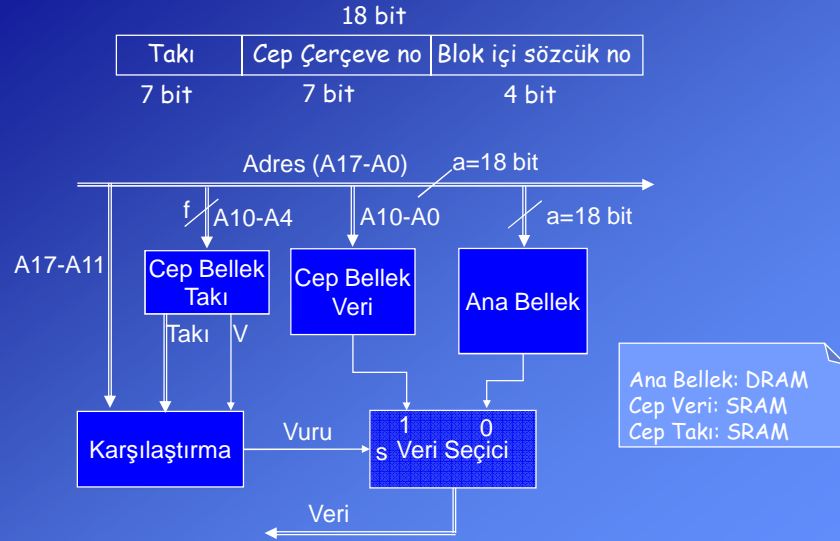 18 bit
Takı Cep Çerçeve no Blok içi sözcük no
7 bit 7 bit 4 bit
Adres (A17-A0) a=18 bit
f A10-A4 A10-A0 a=18 bit
A17-A11
Cep Bellek
Takı
Cep Bellek
Veri
Ana Bellek
Takı V
Ana Bellek: DRAM
Cep Veri: SRAM
Cep Takı: SRAM
1 0
Karşılaştırma
Vuru
s Veri Seçici
Veri